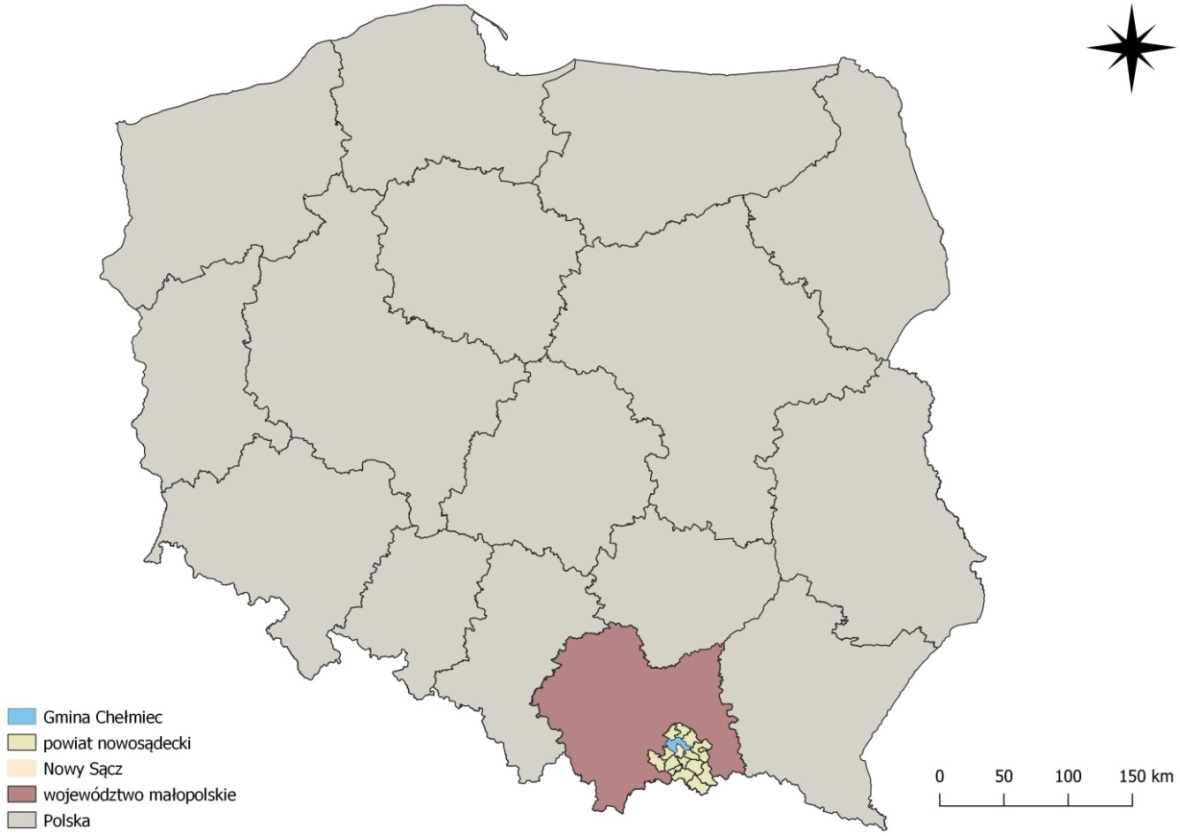 Gmina Chełmiec
powiat nowosądecki
Nowy Sącz
województwo małopolskie
Polska
0 50 100 150 km